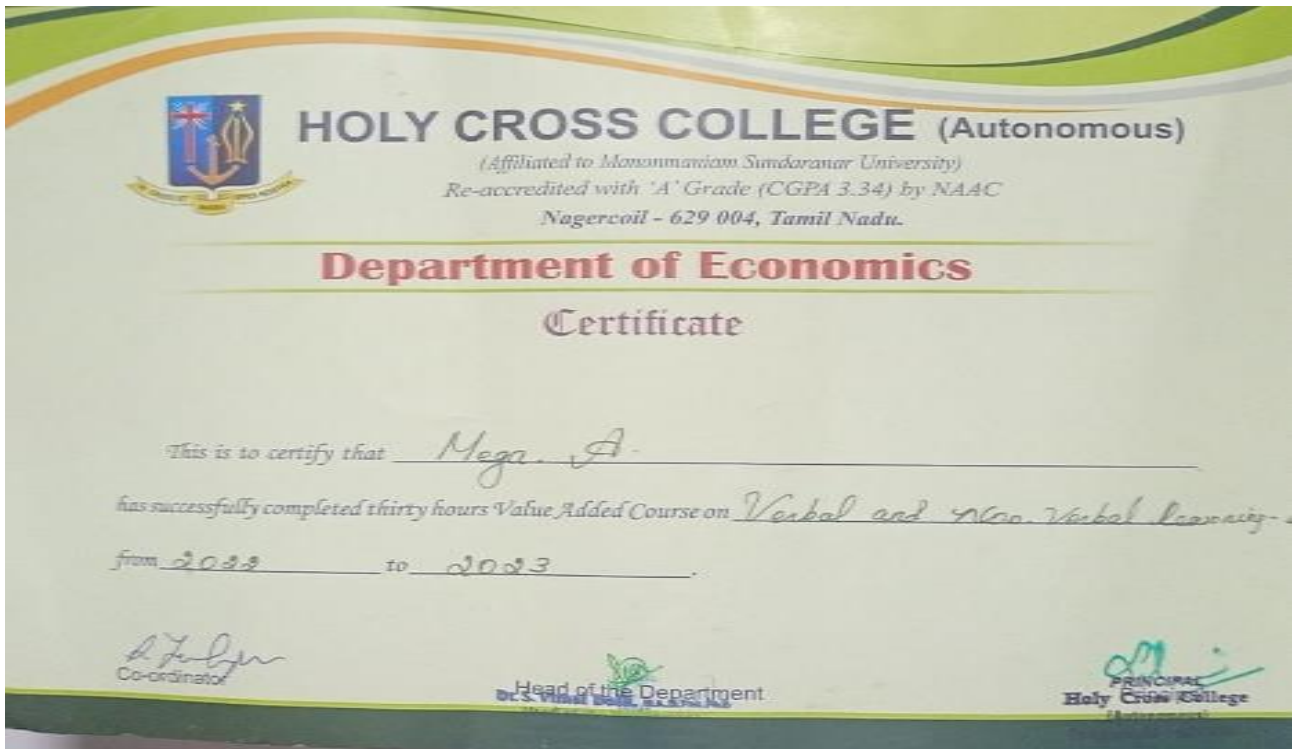 HOLY CROSS COLLEGE (Autonomous)
(Affiliated to Manonmaniam Sundaranar University)
Re-accredited with 'A' Grade (CGPA 3.34) by NAAC
Nagercoil - 629 004, Tamil Nadu.
Department of Economics
Certificate
This is to certify that Mega. A.
has successfully completed thirty hours Value Added Course on Verbal and Non. Verbal Reasoning-
from 2022 to 2023.
Co-ordinator
Head of the Department
Dr. S.
PRINCIPAL
Holy Cross College
(Autonomous)